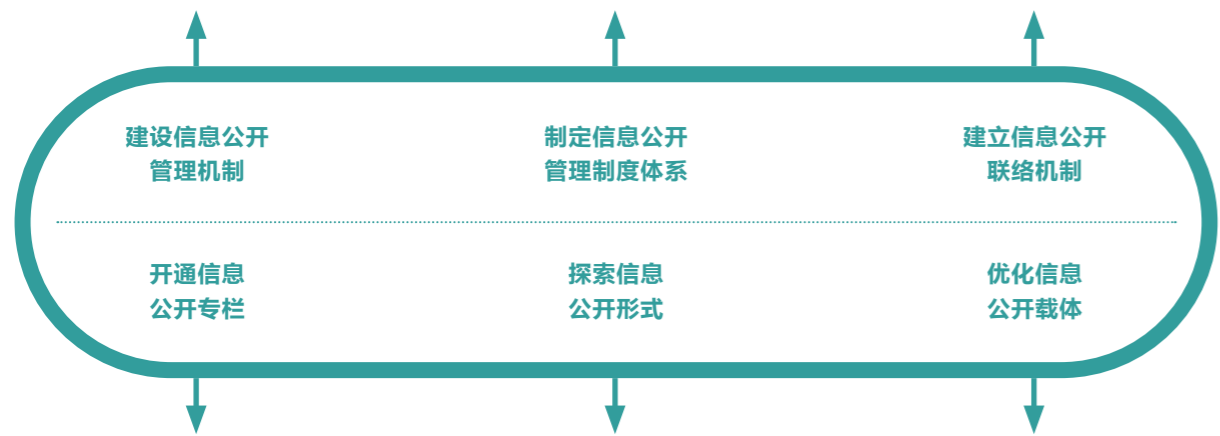 建设信息公开
管理机制
制定信息公开
管理制度体系
建立信息公开
联络机制
开通信息
公开专栏
探索信息
公开形式
优化信息
公开载体